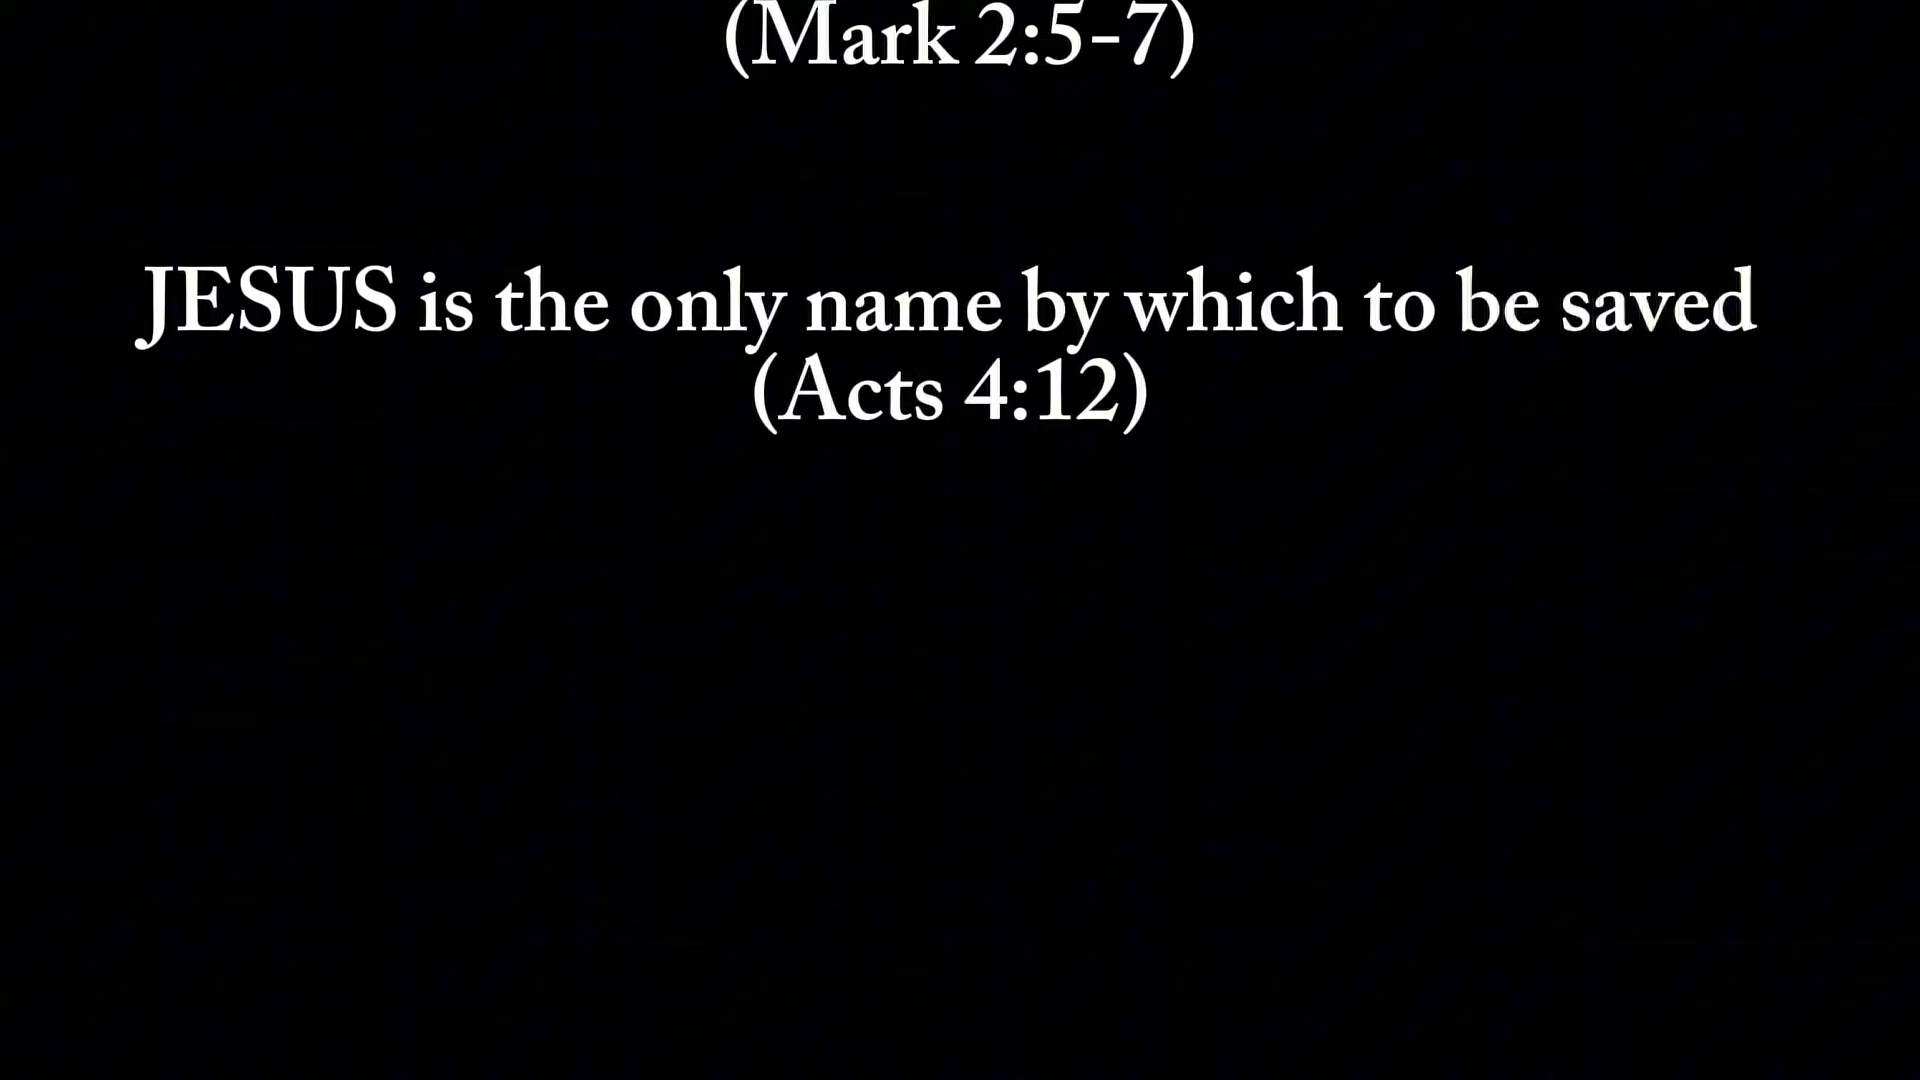 (Mark 2:5-7)
JESUS is the only name by which to be saved
(Acts 4:12)